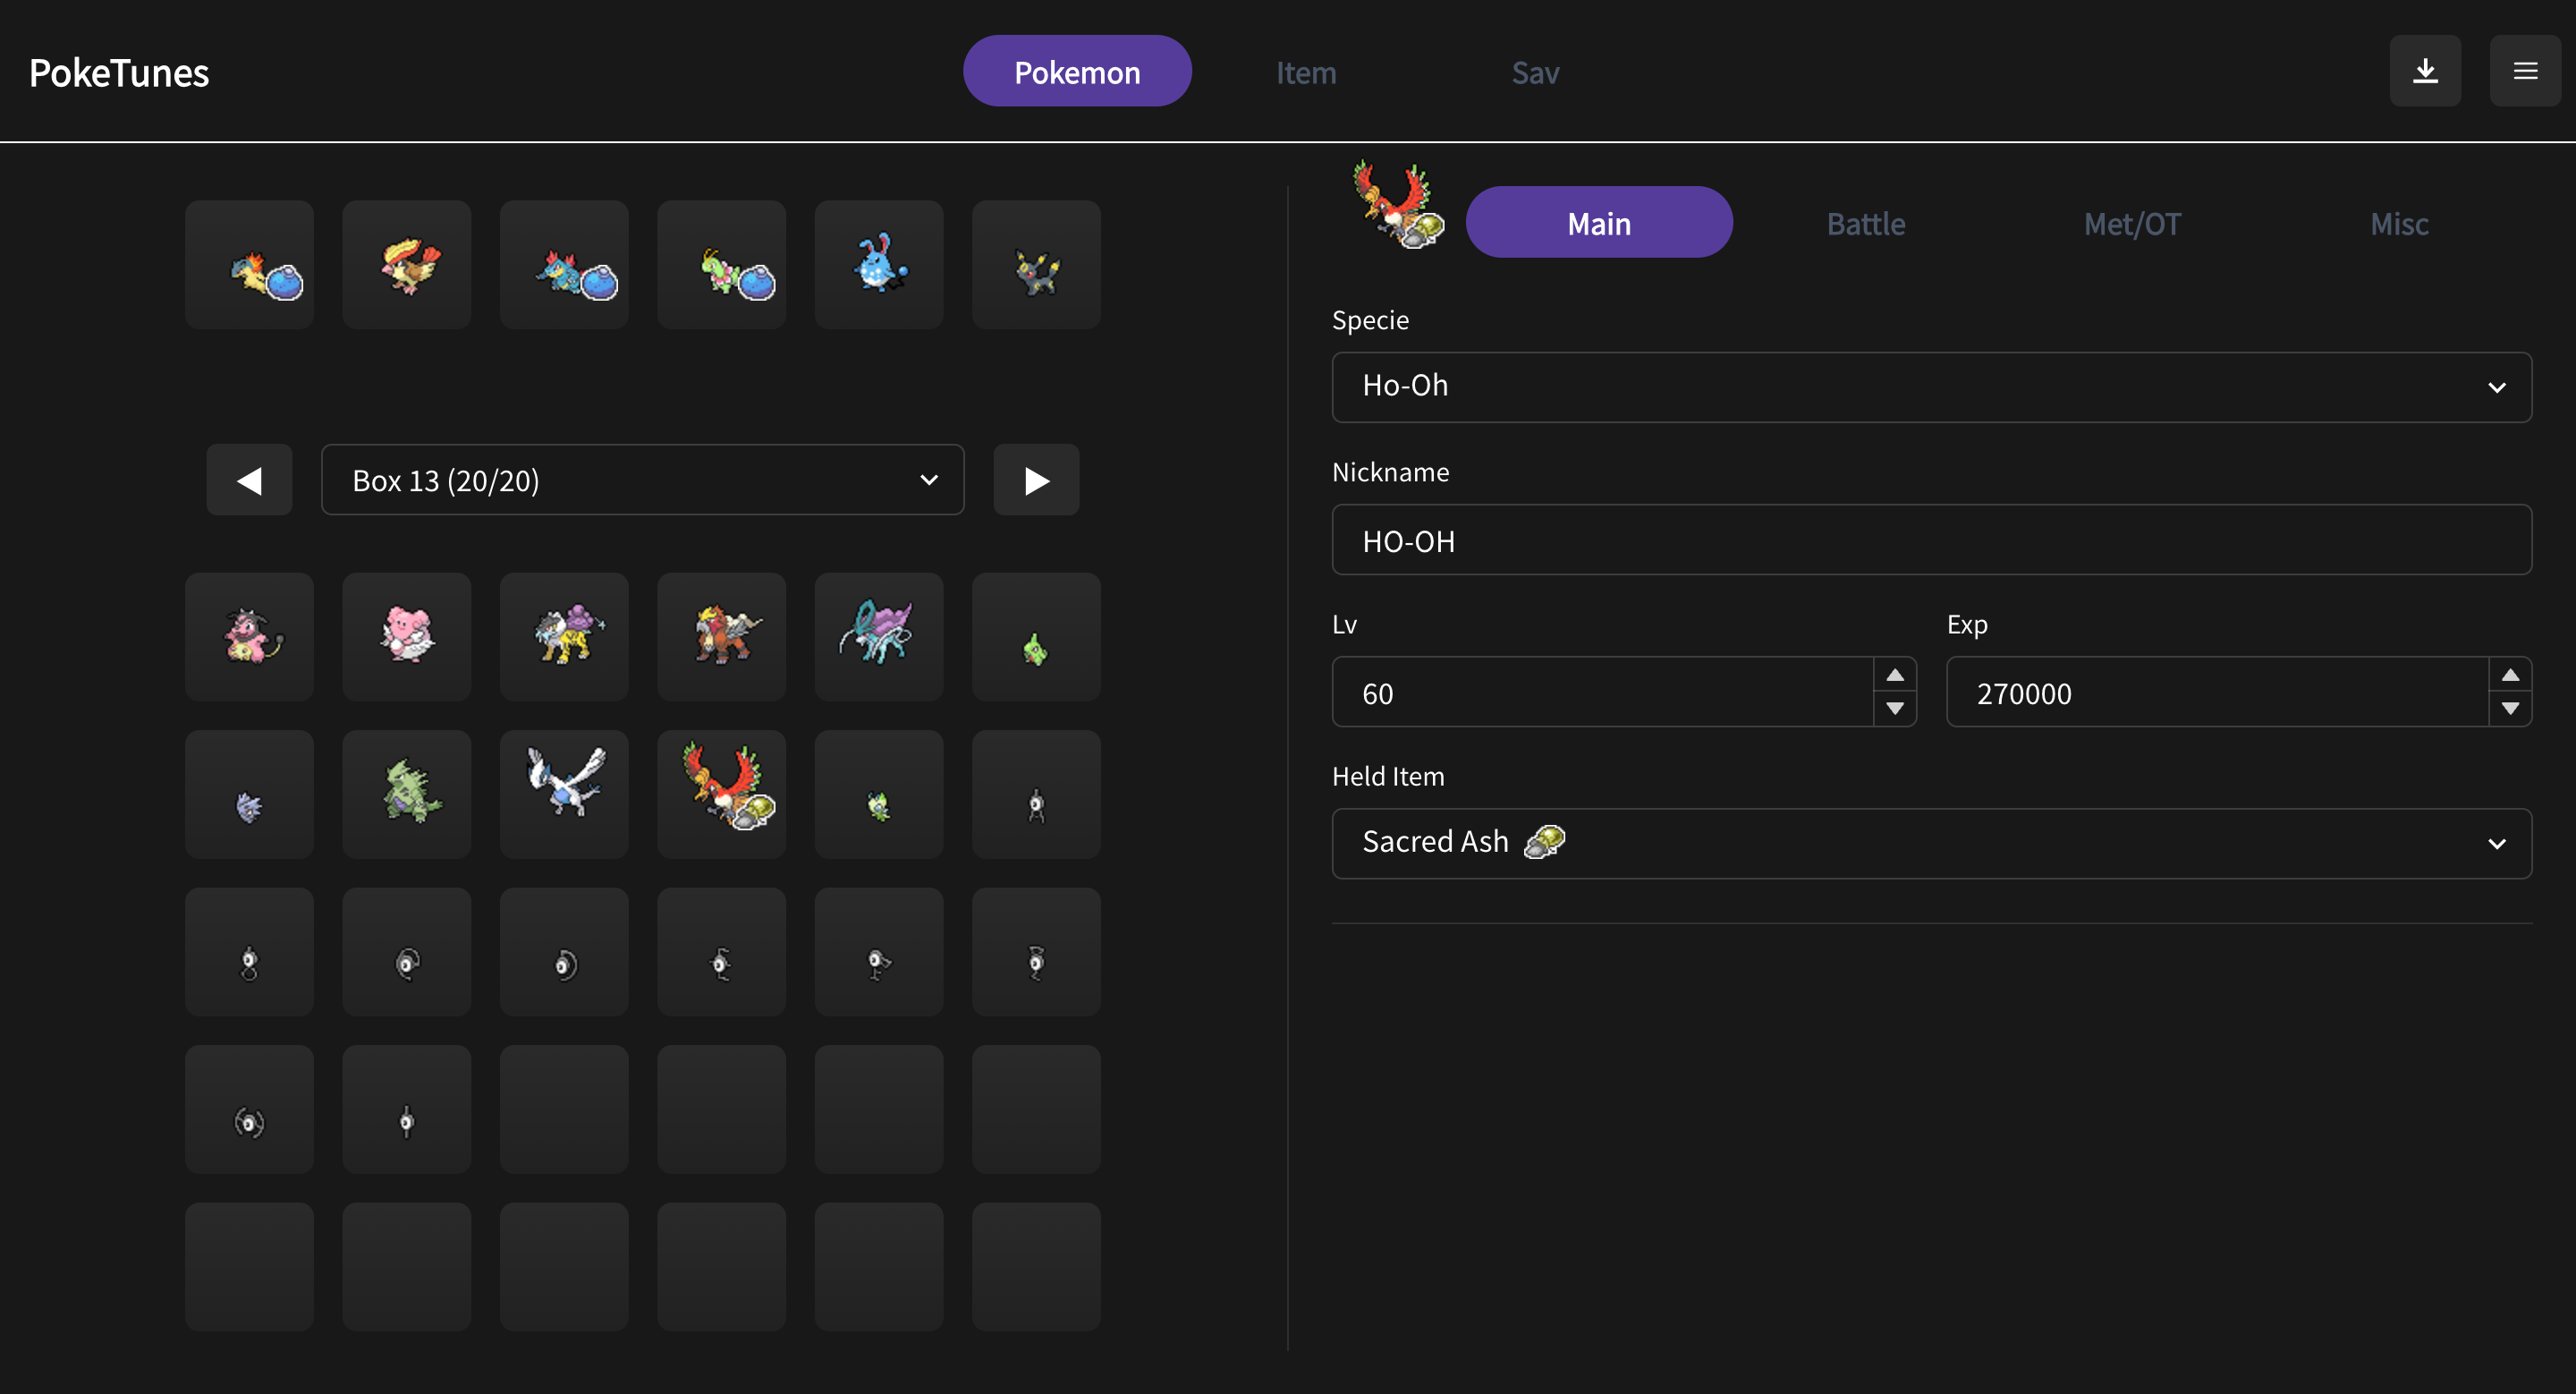 PokeTunes
Pokemon
Item
Sav
Main
Battle
Met/OT
Misc
Box 13 (20/20)
Specie
Ho-Oh
Nickname
HO-OH
Lv
Exp
60
270000
Held Item
Sacred Ash